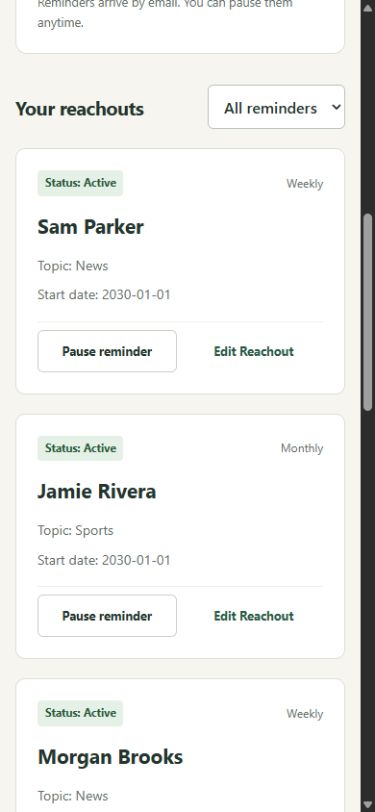 Reminders arrive by email. You can pause them
anytime.
Your reachouts
All reminders
Status: Active
Weekly
Sam Parker
Topic: News
Start date: 2030-01-01
Pause reminder
Edit Reachout
Status: Active
Monthly
Jamie Rivera
Topic: Sports
Start date: 2030-01-01
Pause reminder
Edit Reachout
Status: Active
Weekly
Morgan Brooks
Topic: News